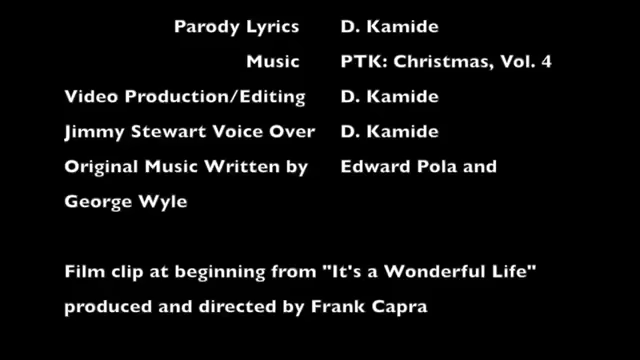 Parody Lyrics D. Kamide
Music PTK: Christmas, Vol. 4
Video Production/Editing D. Kamide
Jimmy Stewart Voice Over D. Kamide
Original Music Written by Edward Pola and
George Wyle
Film clip at beginning from "It's a Wonderful Life"
produced and directed by Frank Capra